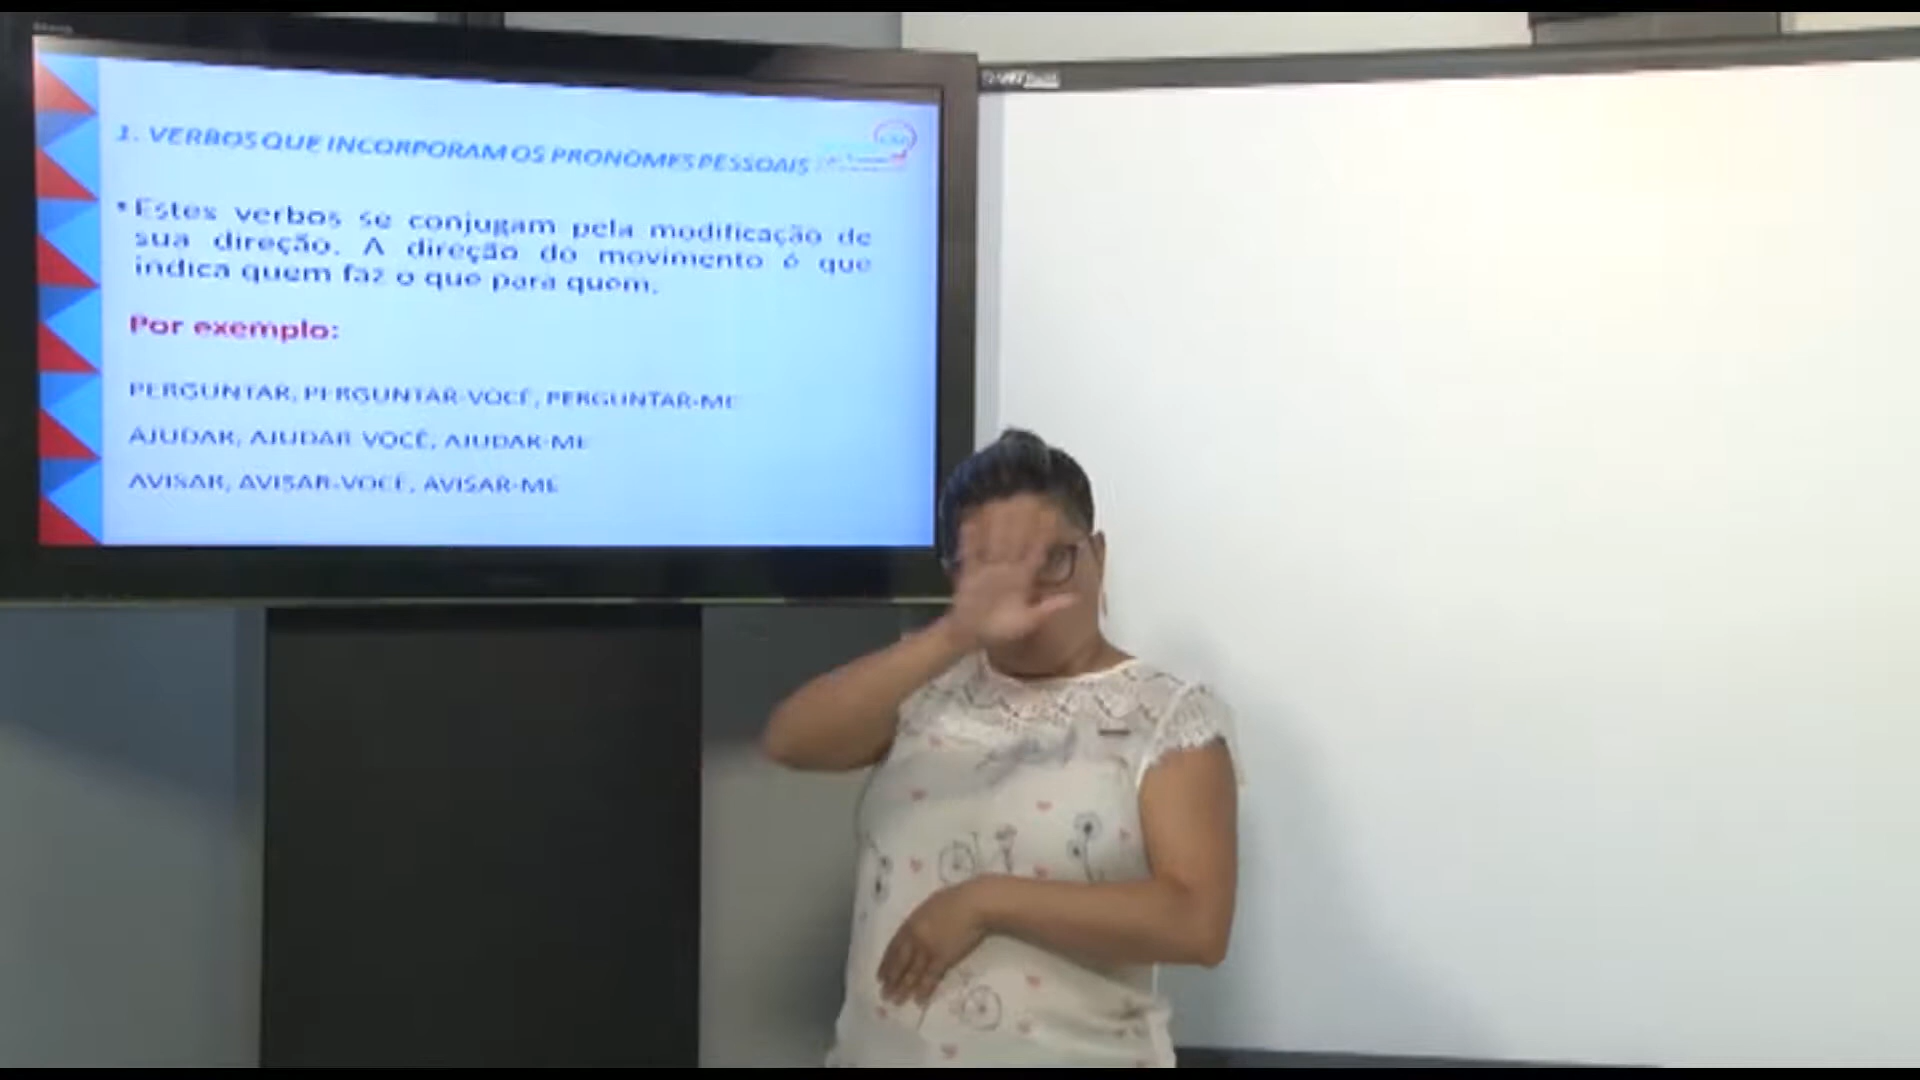 1. VERBOS QUE INCORPORAM OS PRONOMES PESSOAIS
• Estes verbos se conjugam pela modificação de
sua direção. A direção do movimento é que
indica quem faz o que para quem.
Por exemplo:
PERGUNTAR, PERGUNTAR-VOCÊ, PERGUNTAR-ME
AJUDAR, AJUDAR-VOCÊ, AJUDAR-ME
AVISAR, AVISAR-VOCÊ, AVISAR-ME